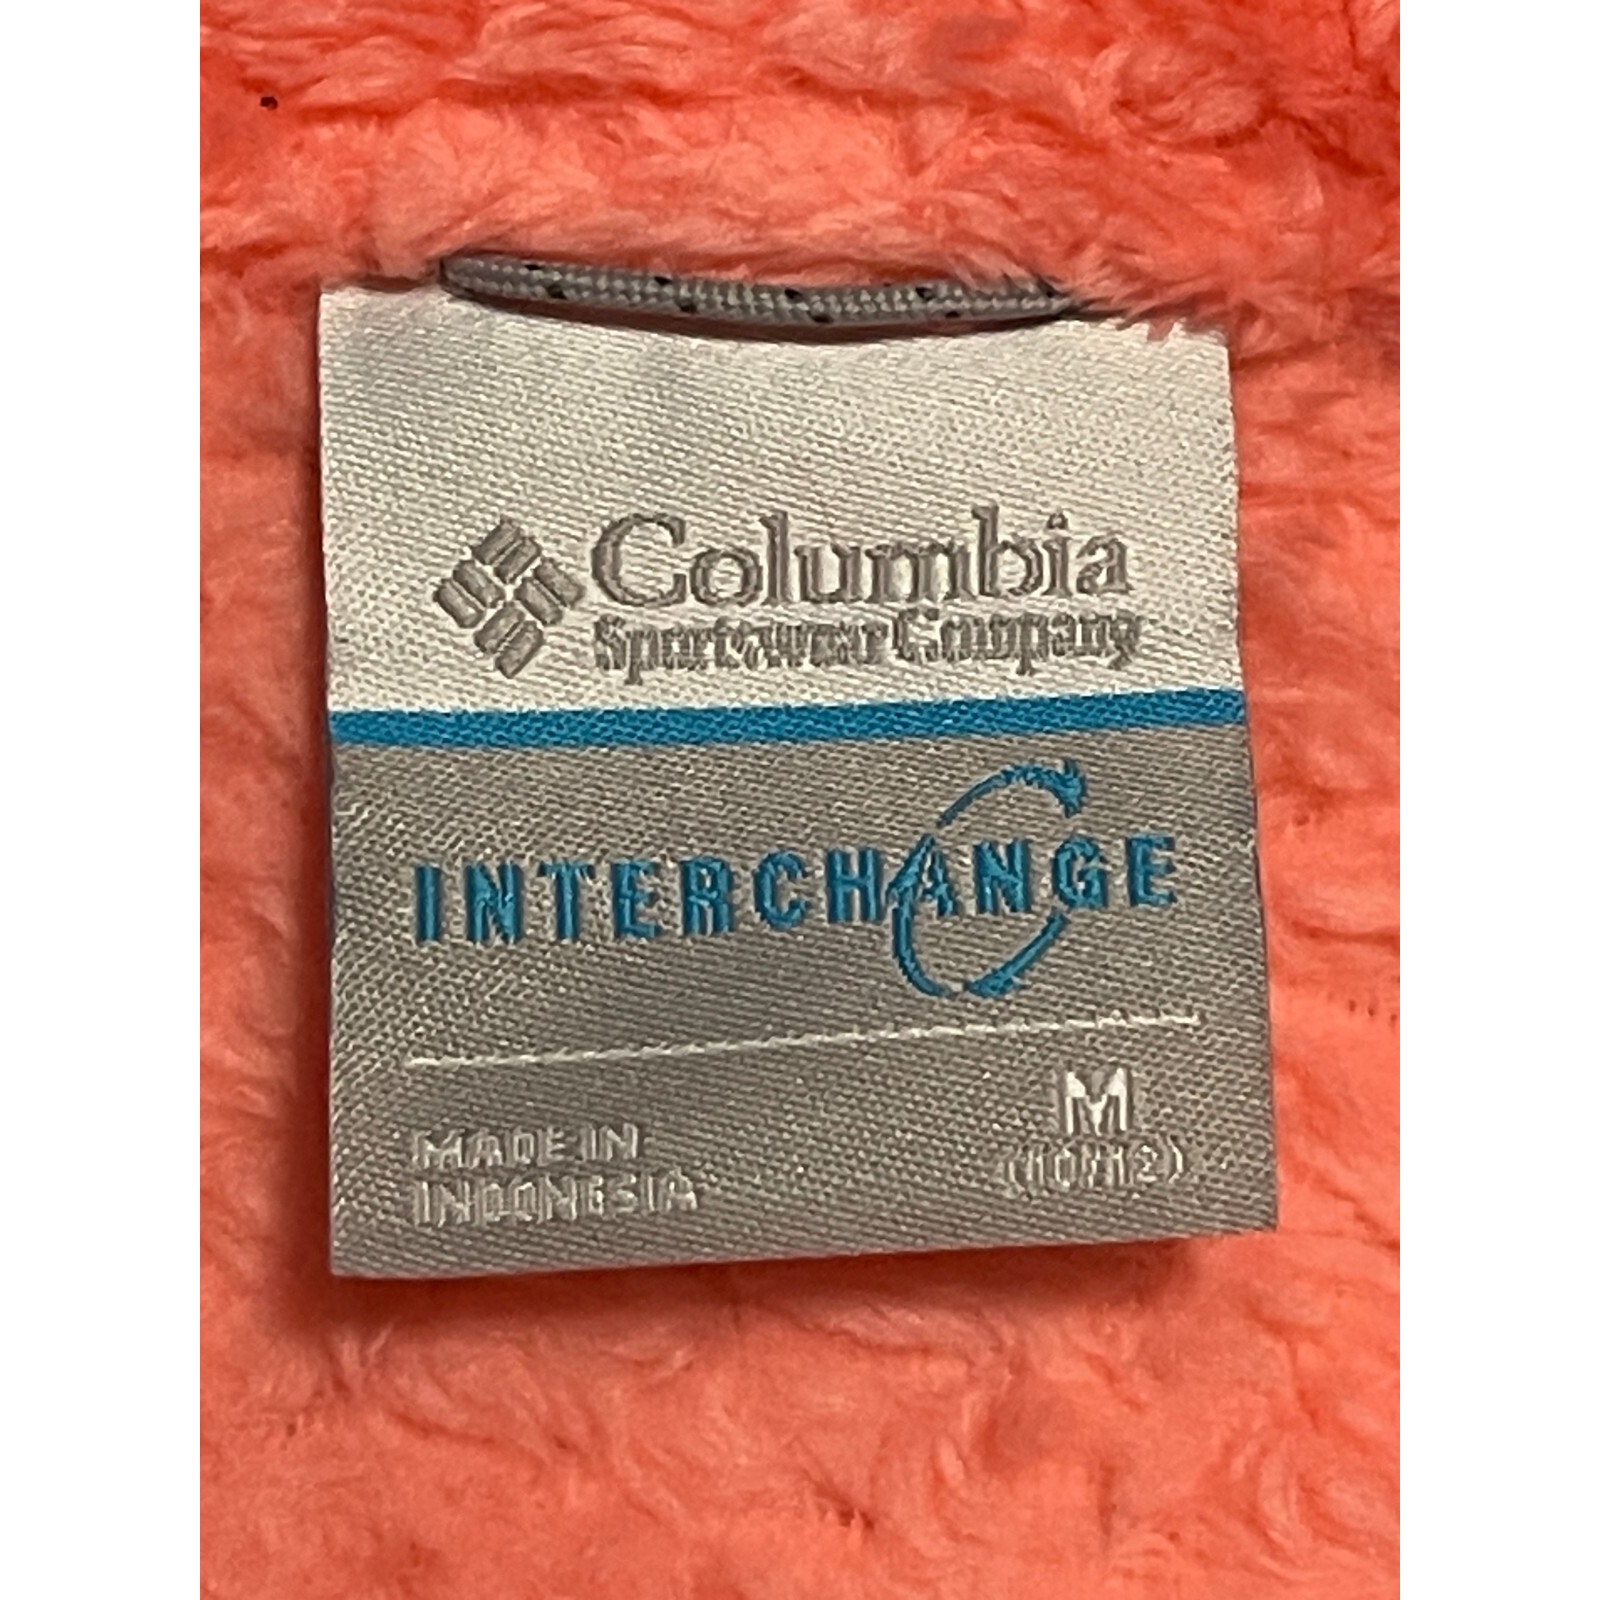 Columbia
Sportswear Company
INTERCHANGE
MADE IN
INDONESIA
M
(10/12)